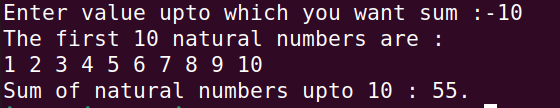 Enter value upto which you want sum :-10
The first 10 natural numbers are :
1 2 3 4 5 6 7 8 9 10
Sum of natural numbers upto 10 : 55.